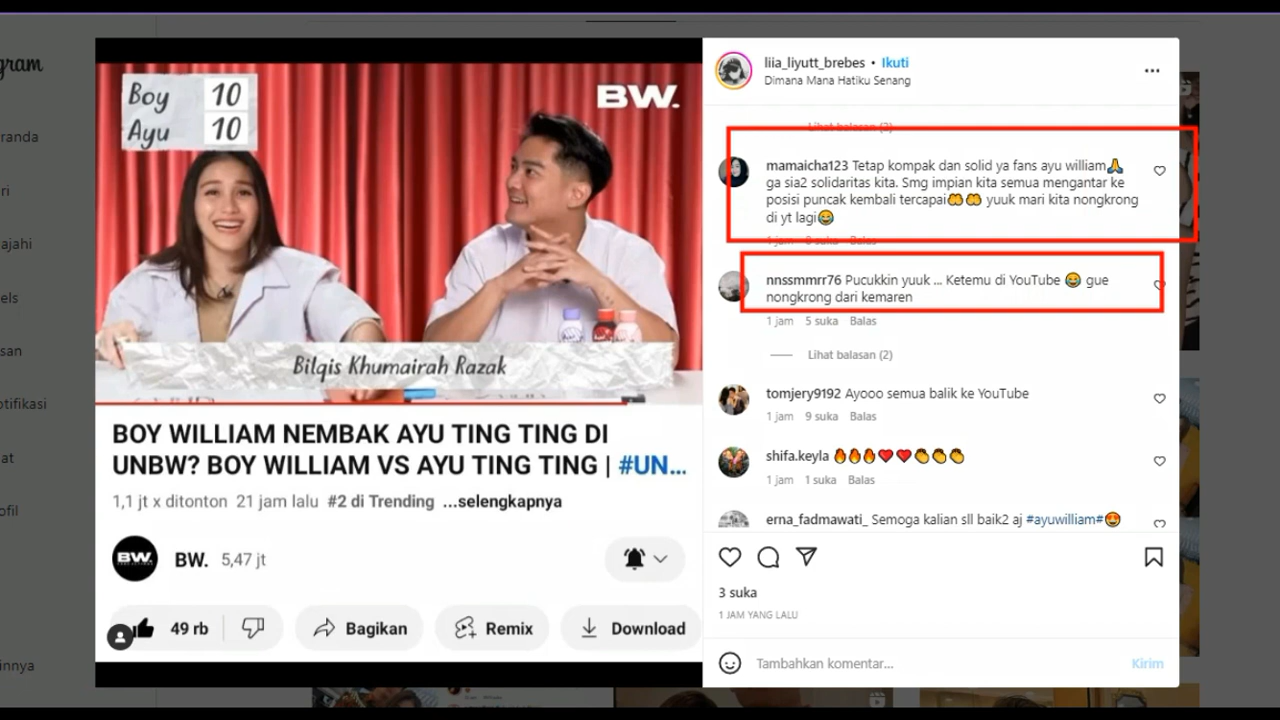 gram
randa
ri
ajahi
els
san
otifikasi
at
ofil
innya
Boy 10
Ayu 10
BW.
Bilqis Khumairah Razak
BOY WILLIAM NEMBAK AYU TING TING DI
UNBW? BOY WILLIAM VS AYU TING TING | #UN...
1,1 jt x ditonton 21 jam lalu #2 di Trending ...selengkapnya
BW.
BW. 5,47 jt
49 rb
Bagikan
Remix
Download
liia_liyutt_brebes • Ikuti
Dimana Mana Hatiku Senang
Lihat balasan (3)
mamaicha123 Tetap kompak dan solid ya fans ayu william🙏
ga sia2 solidaritas kita. Smg impian kita semua mengantar ke
posisi puncak kembali tercapai🤲🤲 yuuk mari kita nongkrong
di yt lagi😂
1 jam 8 suka Balas
nnssmmrr76 Pucukkin yuuk ... Ketemu di YouTube 😂 gue
nongkrong dari kemaren
1 jam 5 suka Balas
Lihat balasan (2)
tomjery9192 Ayooo semua balik ke YouTube
1 jam 9 suka Balas
shifa.keyla 🔥🔥🔥❤️❤️👏👏👏
1 jam 1 suka Balas
erna_fadmawati_ Semoga kalian sll baik2 aj #ayuwilliam#😍
3 suka
1 JAM YANG LALU
Tambahkan komentar...
Kirim